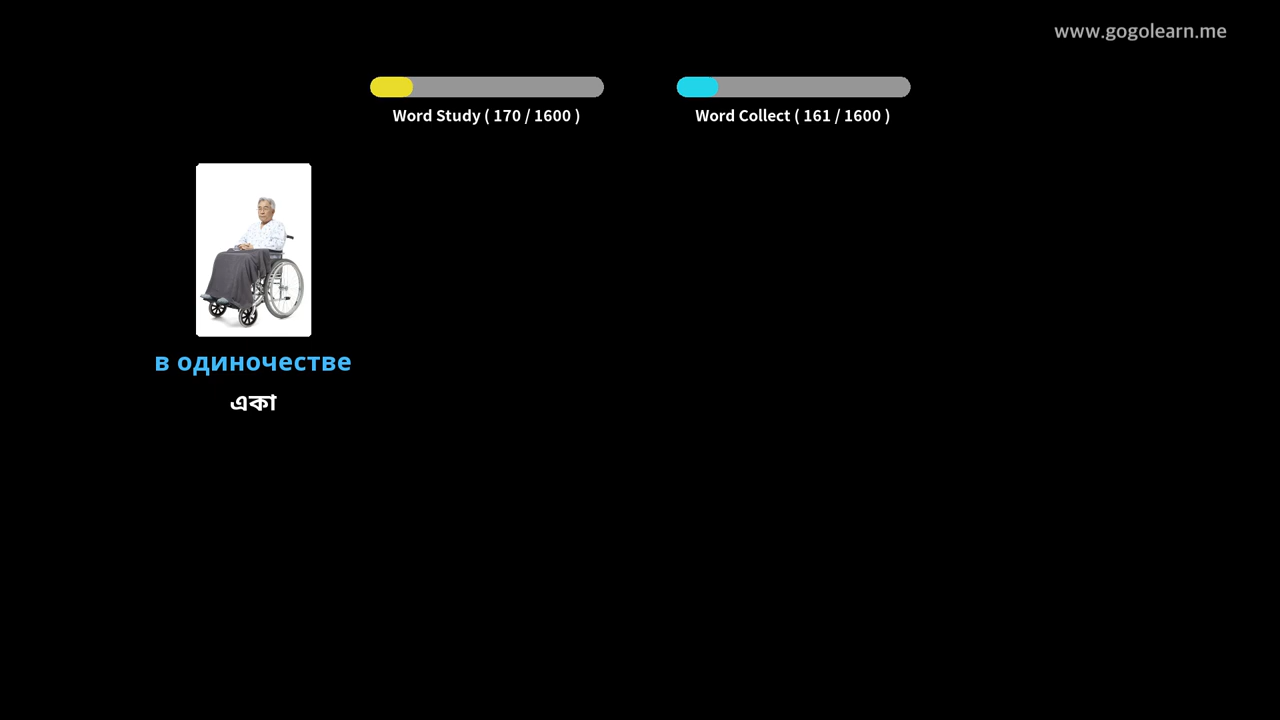 www.gogolearn.me
Word Study ( 170 / 1600 )
Word Collect ( 161 / 1600 )
в одиночестве
একা